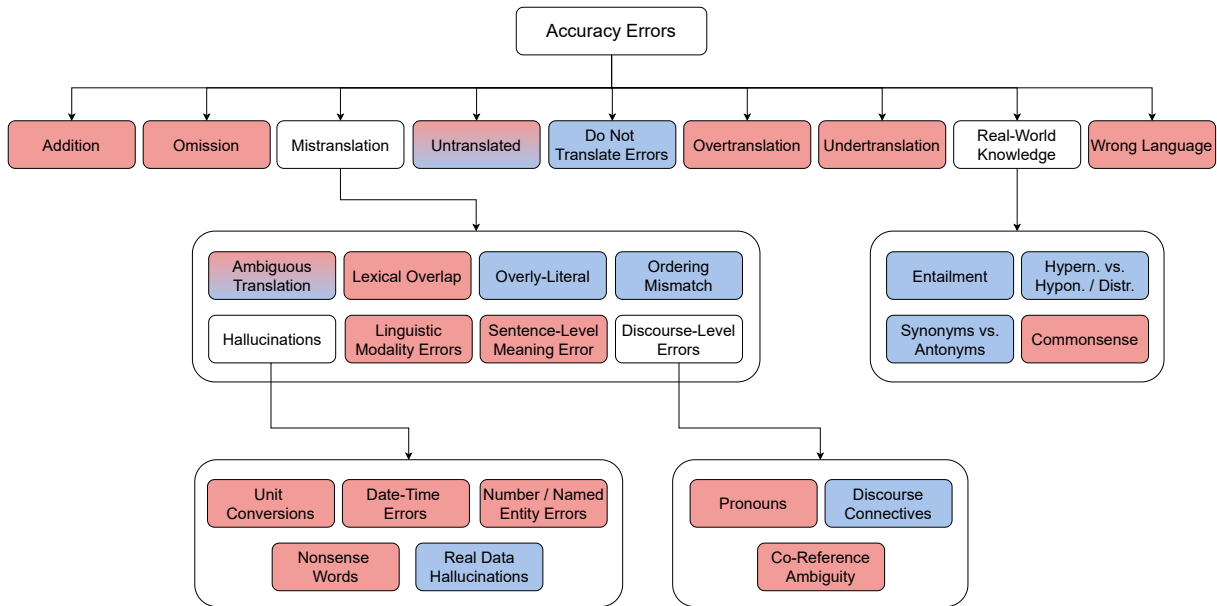 Accuracy Errors
Addition
Omission
Mistranslation
Untranslated
Do Not
Translate Errors
Overtranslation
Undertranslation
Real-World
Knowledge
Wrong Language
Ambiguous
Translation
Lexical Overlap
Overly-Literal
Ordering
Mismatch
Hallucinations
Linguistic
Modality Errors
Sentence-Level
Meaning Error
Discourse-Level
Errors
Entailment
Hypern. vs.
Hypon. / Distr.
Synonyms vs.
Antonyms
Commonsense
Unit
Conversions
Date-Time
Errors
Number / Named
Entity Errors
Nonsense
Words
Real Data
Hallucinations
Pronouns
Discourse
Connectives
Co-Reference
Ambiguity